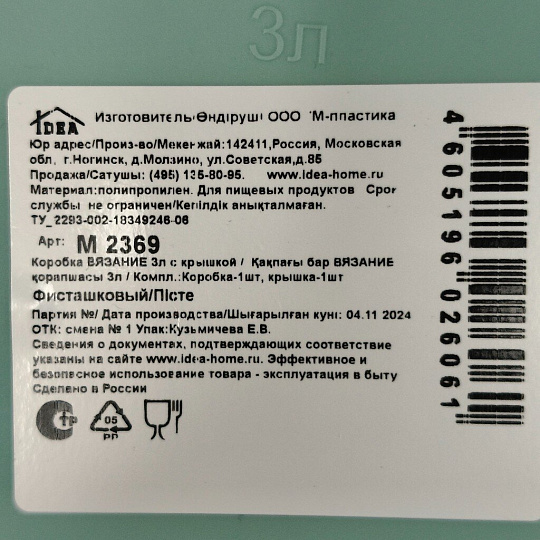 3л
IDEA
Изготовитель/Өндіруші ООО "М-пластика
Юр адрес/Произ-во/Мекенжай:142411,Россия, Московская
обл, г.Ногинск, д.Молзино, ул.Советская,д.85
Продажа/Сатушы: (495) 135-80-95. www.idea-home.ru
Материал:полипропилен. Для пищевых продуктов Срок
службы не ограничен/Кепілдік анықталмаған.
ТУ_2293-002-18349246-06
Арт: М 2369
Коробка ВЯЗАНИЕ 3л с крышкой / Қақпағы бар ВЯЗАНИЕ
қорапшасы 3л / Компл.:Коробка-1шт, крышка-1шт
Фисташковый/Пісте
Партия №/ Дата производства/Шығарылған күні: 04.11 2024
ОТК: смена № 1 Упак:Кузьмичева Е.В.
Сведения о документах, подтверждающих соответствие
указаны на сайте www.idea-home.ru. Эффективное и
безопасное использование товара - эксплуатация в быту
Сделано в России
05
PP
4 605196 026061